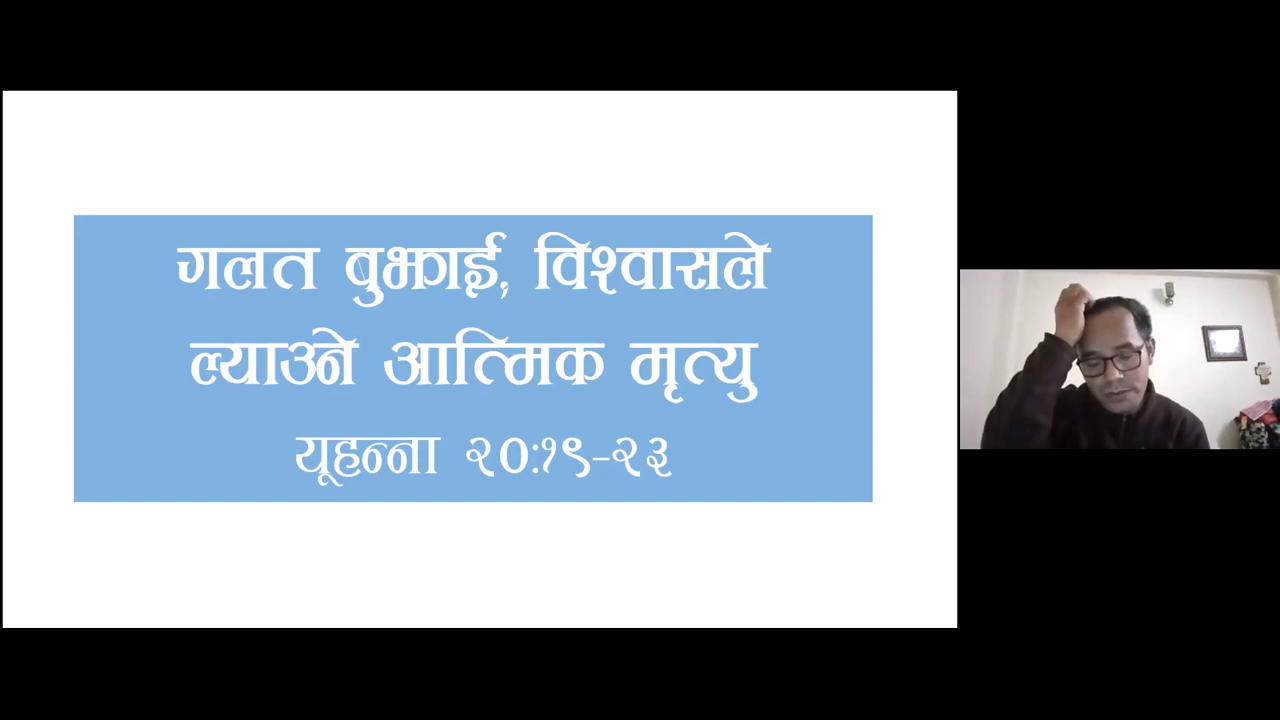 गलत बुझाई, विश्वासले
ल्याउने आत्मिक मृत्यु
यूहन्ना २०:१९-२३